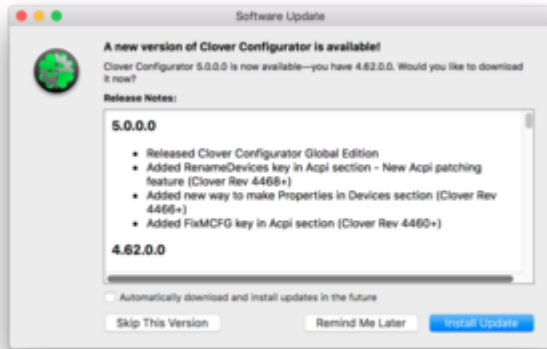 Software Update
A new version of Clover Configurator is available!
Clover Configurator 5.0.0.0 is now available—you have 4.62.0.0. Would you like to download
it now?
Release Notes:
5.0.0.0
• Released Clover Configurator Global Edition
• Added RenameDevices key in Acpi section - New Acpi patching
feature (Clover Rev 4468+)
• Added new way to make Properties in Devices section (Clover Rev
4466+)
• Added FixMCFG key in Acpi section (Clover Rev 4460+)
4.62.0.0
Automatically download and install updates in the future
Skip This Version
Remind Me Later
Install Update